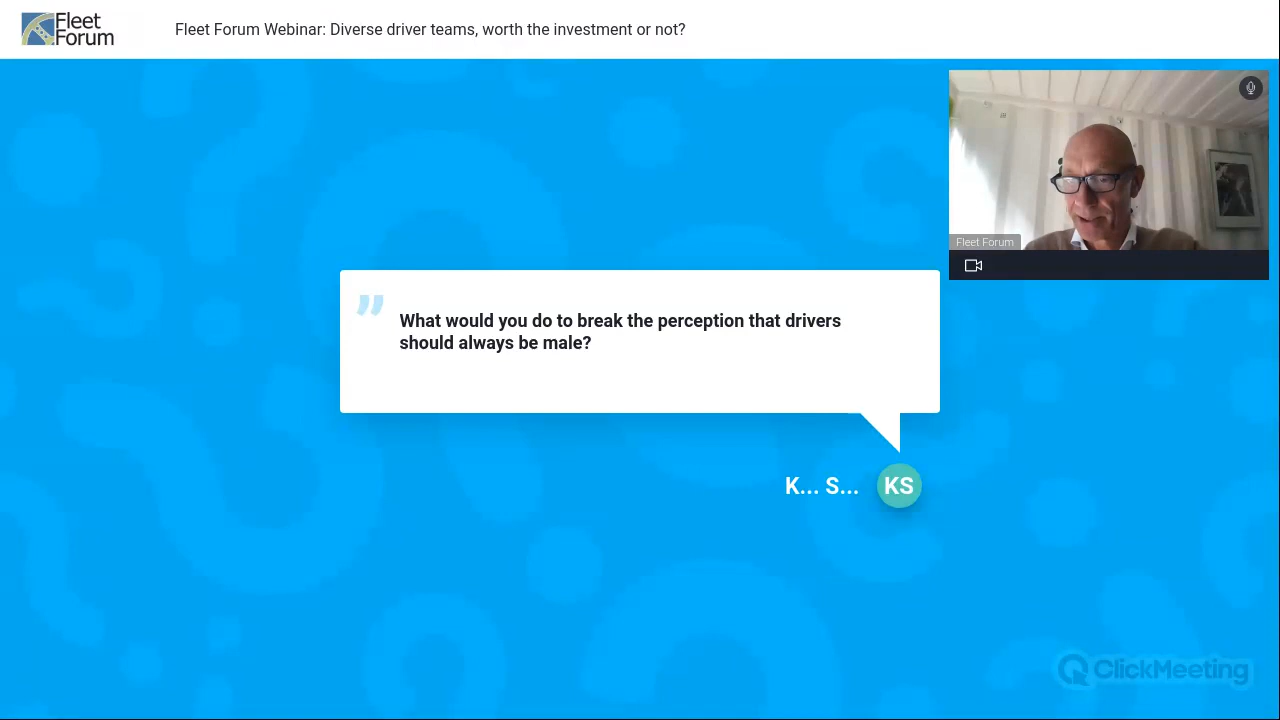 Fleet
Forum
Fleet Forum Webinar: Diverse driver teams, worth the investment or not?
Fleet Forum
”
What would you do to break the perception that drivers
should always be male?
K... S...
KS
ClickMeeting